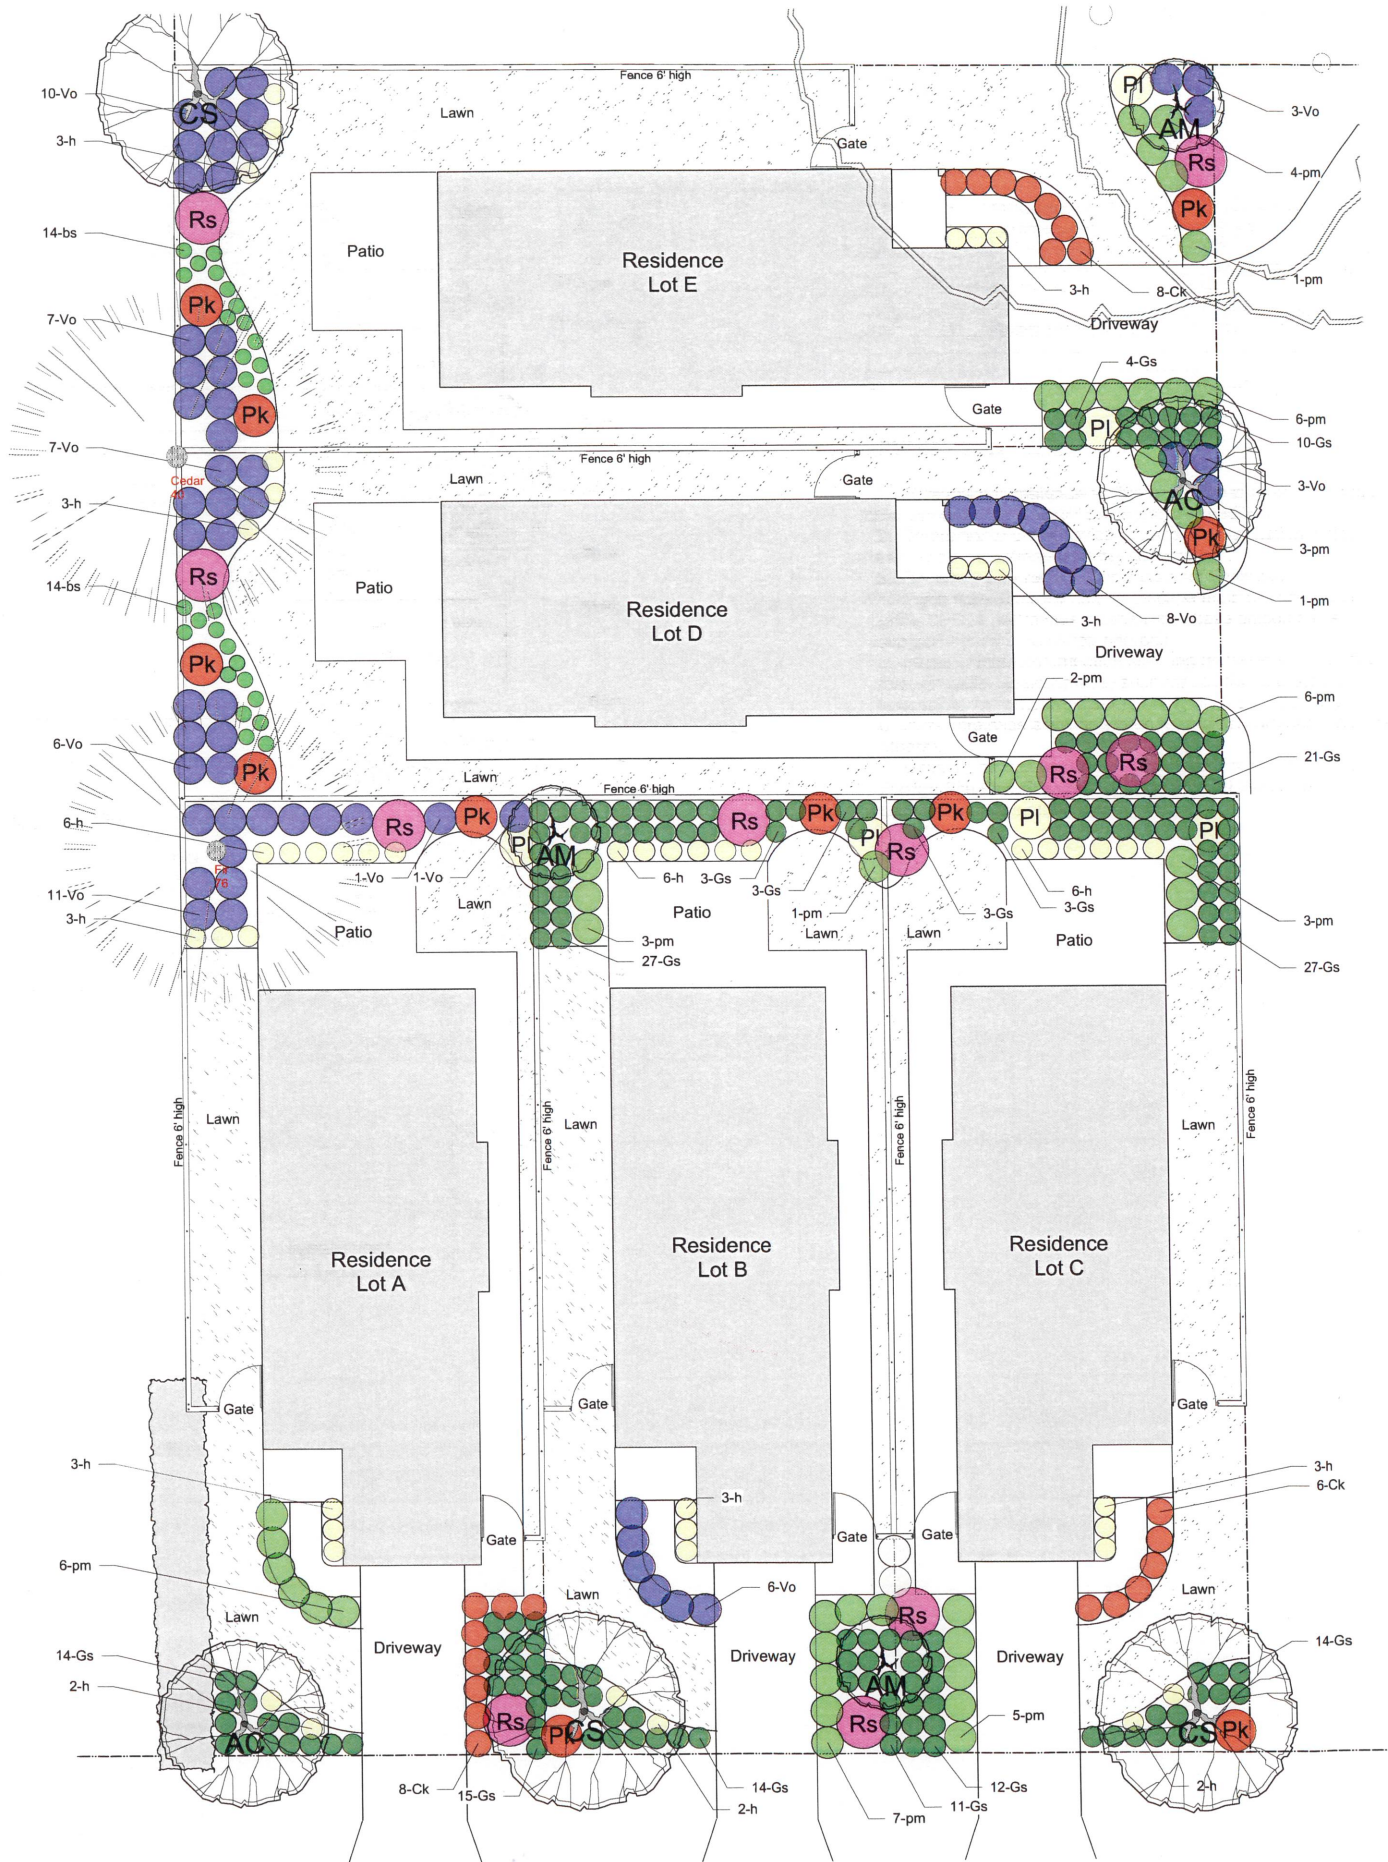 Fence 6' high
10-Vo
CS
Lawn
Pl
3-Vo
AM
3-h
Gate
Rs
4-pm
Rs
Pk
14-bs
Patio
Residence
Lot E
1-pm
3-h
8-Ck
Pk
7-Vo
Driveway
4-Gs
Pk
Gate
Pl
6-pm
10-Gs
7-Vo
Fence 6' high
Cedar
Lawn
Gate
3-Vo
3-h
AC
Pk
3-pm
Rs
14-bs
Patio
Residence
Lot D
1-pm
3-h
8-Vo
Driveway
Pk
2-pm
6-pm
6-Vo
Gate
Pk
Lawn
Rs
Rs
21-Gs
Fence 6' high
6-h
Rs
Pk
Pl
AM
Rs
Pk
Pl
Rs
Pk
Pl
Pl
Fir
76
1-Vo
1-Vo
6-h
3-Gs
3-Gs
6-h
3-Gs
11-Vo
Lawn
Patio
1-pm
3-Gs
3-h
Patio
Lawn
Lawn
Patio
3-pm
3-pm
27-Gs
27-Gs
Fence 6' high
Lawn
Fence 6' high
Lawn
Fence 6' high
Lawn
Fence 6' high
Residence
Lot A
Residence
Lot B
Residence
Lot C
Gate
Gate
Gate
3-h
3-h
3-h
6-Ck
Gate
Gate
Gate
6-pm
6-Vo
Lawn
Lawn
Lawn
Rs
Driveway
Driveway
Driveway
14-Gs
14-Gs
2-h
AM
AC
Rs
Pk
CS
Rs
5-pm
CS
Pk
8-Ck
15-Gs
14-Gs
2-h
7-pm
11-Gs
12-Gs
2-h